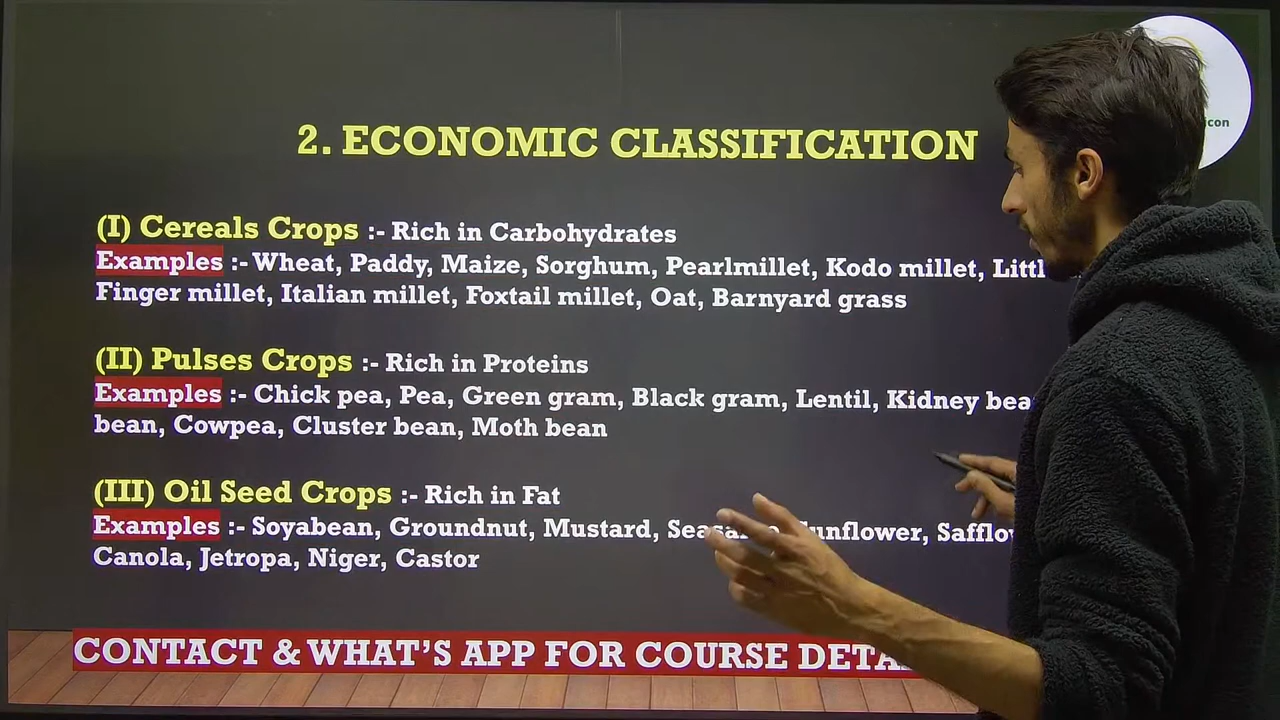 icon
2. ECONOMIC CLASSIFICATION
(I) Cereals Crops :- Rich in Carbohydrates
Examples :- Wheat, Paddy, Maize, Sorghum, Pearlmillet, Kodo millet,
Finger millet, Italian millet, Foxtail millet, Oat, Barnyard grass
(II) Pulses Crops :- Rich in Proteins
Examples :- Chick pea, Pea, Green gram, Black gram, Lentil, Kidney
bean, Cowpea, Cluster bean, Moth bean
(III) Oil Seed Crops :- Rich in Fat
Examples :- Soyabean, Groundnut, Mustard,
Canola, Jetropa, Niger, Castor
CONTACT & WHAT'S APP FOR COURSE